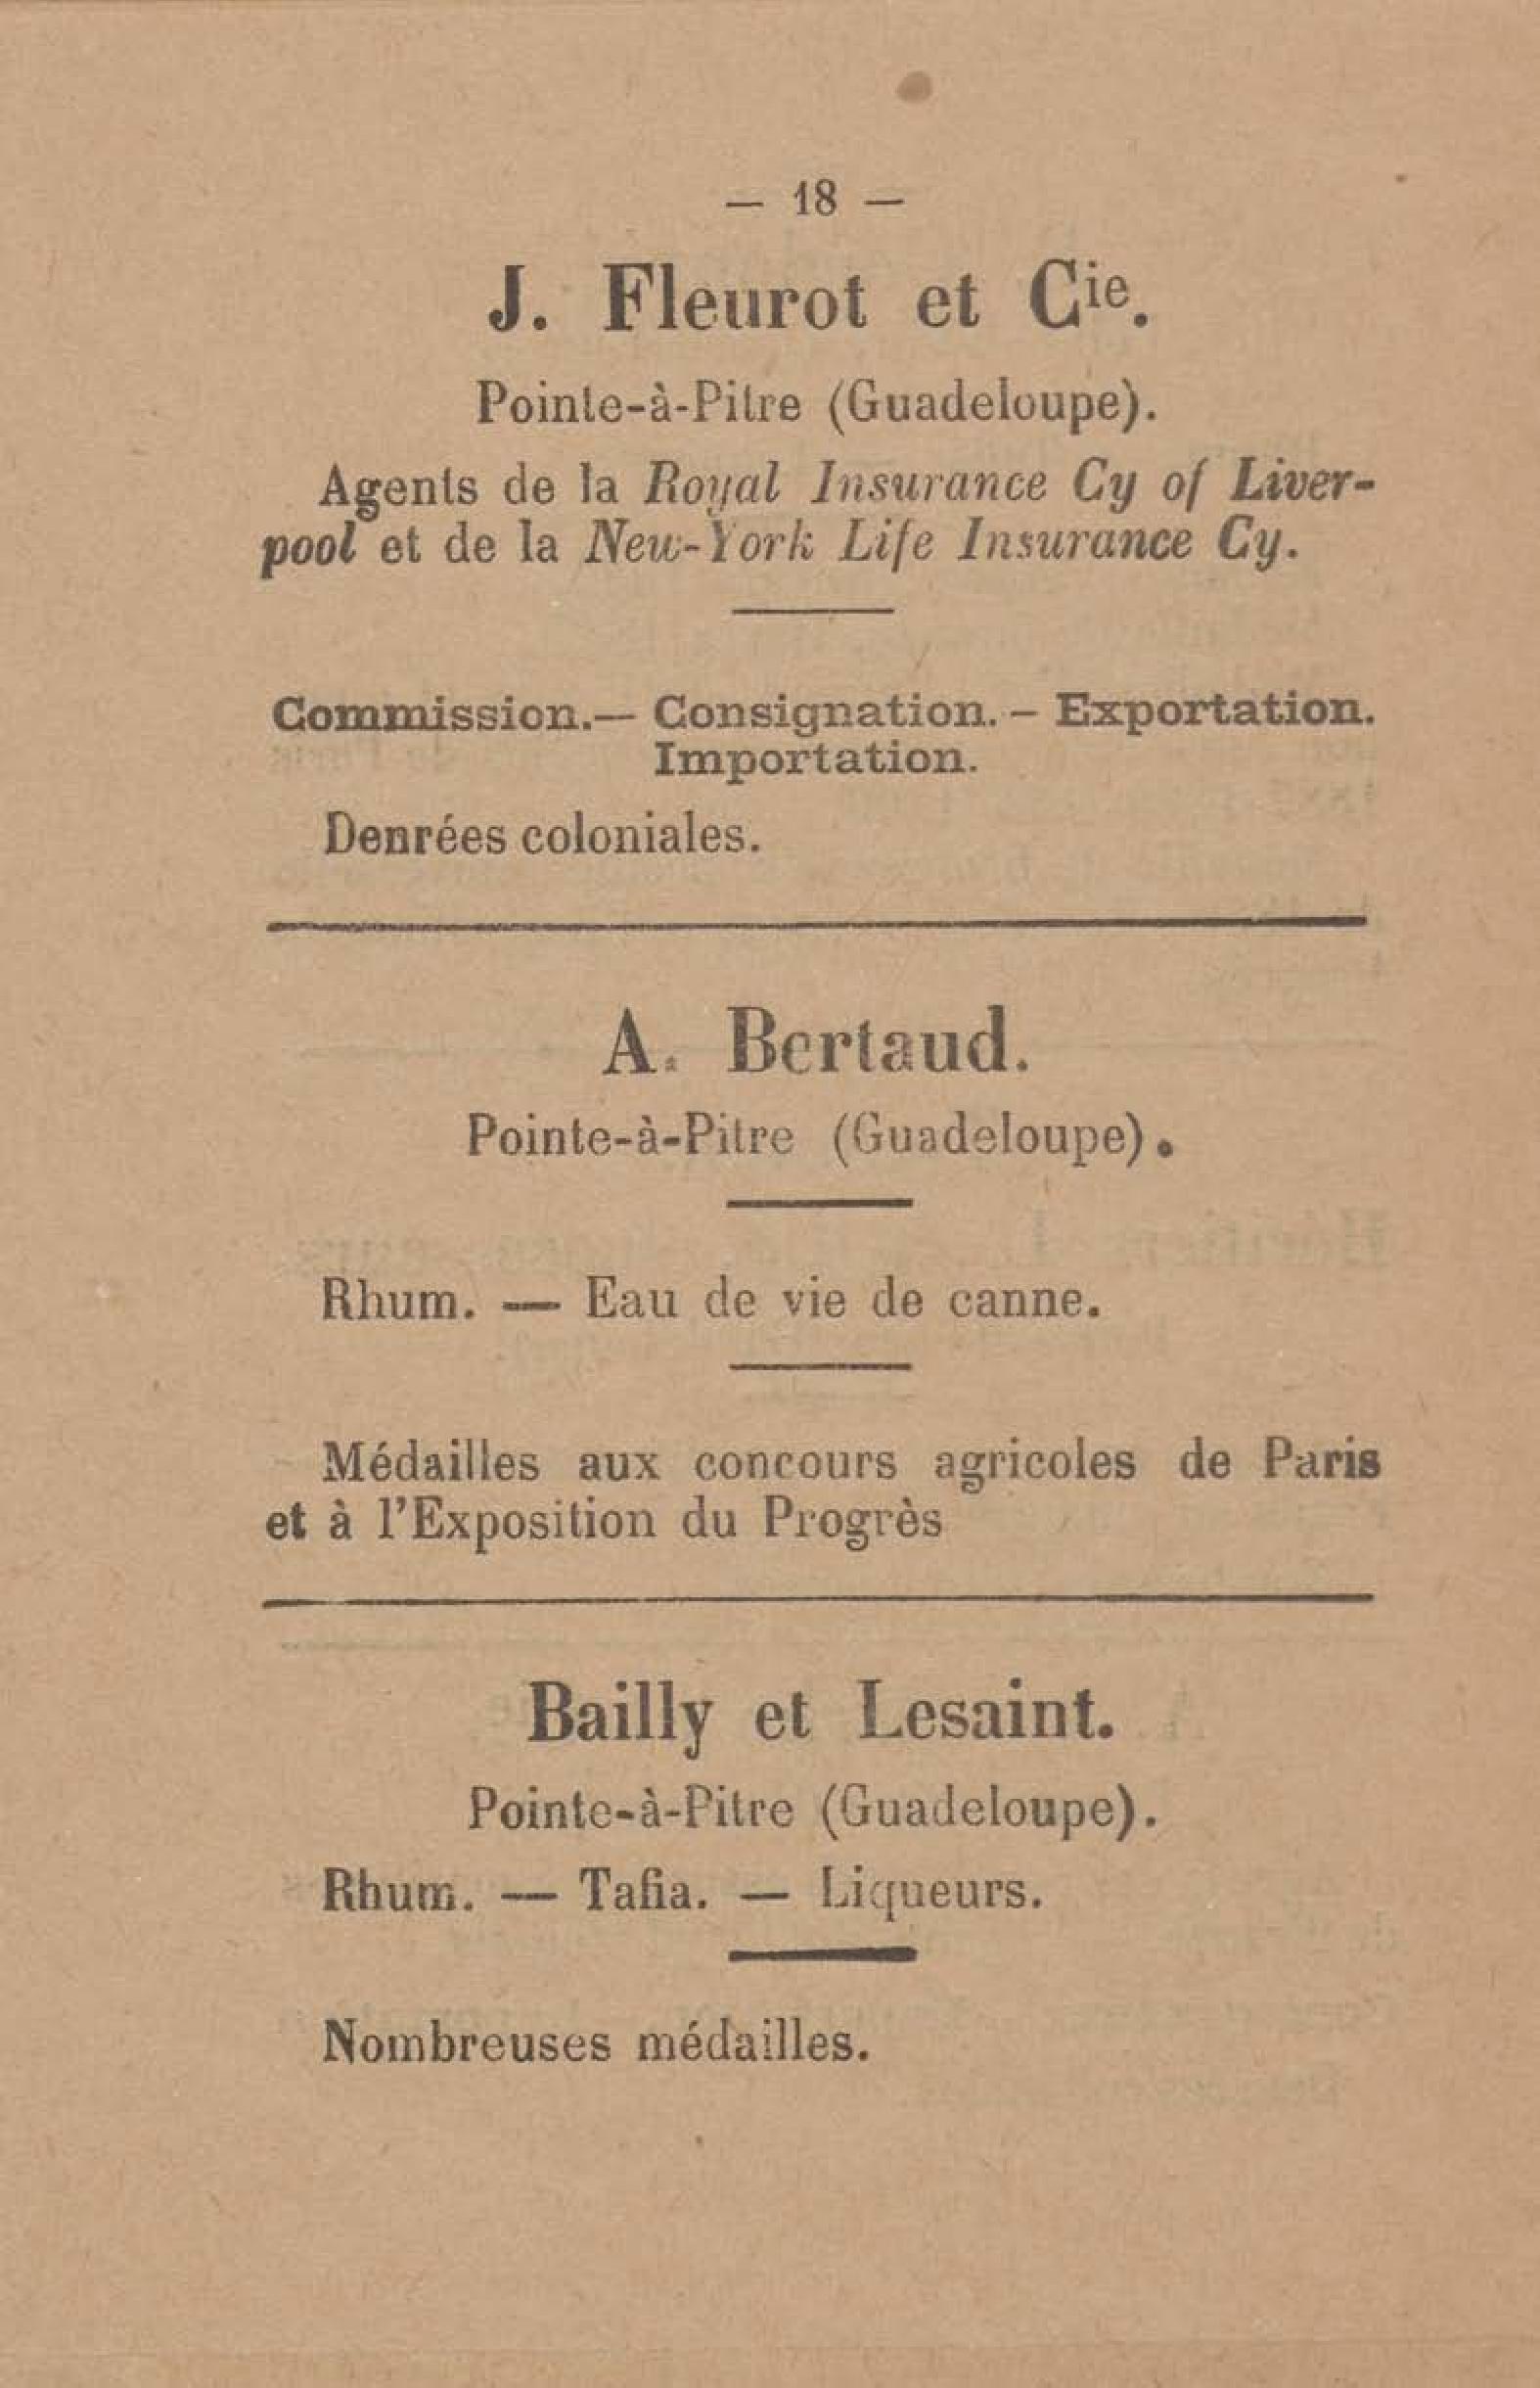 — 18 —
J. Fleurot et Cie.
Pointe-à-Pitre (Guadeloupe).
Agents de la Royal Insurance Cy of Liver-
pool et de la New-York Life Insurance Cy.
Commission.— Consignation. – Exportation.
Importation.
Denrées coloniales.
A. Bertaud.
Pointe-à-Pitre (Guadeloupe).
Rhum. — Eau de vie de canne.
Médailles aux concours agricoles de Paris
et à l'Exposition du Progrès
Bailly et Lesaint.
Pointe-à-Pitre (Guadeloupe).
Rhum. — Tafia. — Liqueurs.
Nombreuses médailles.